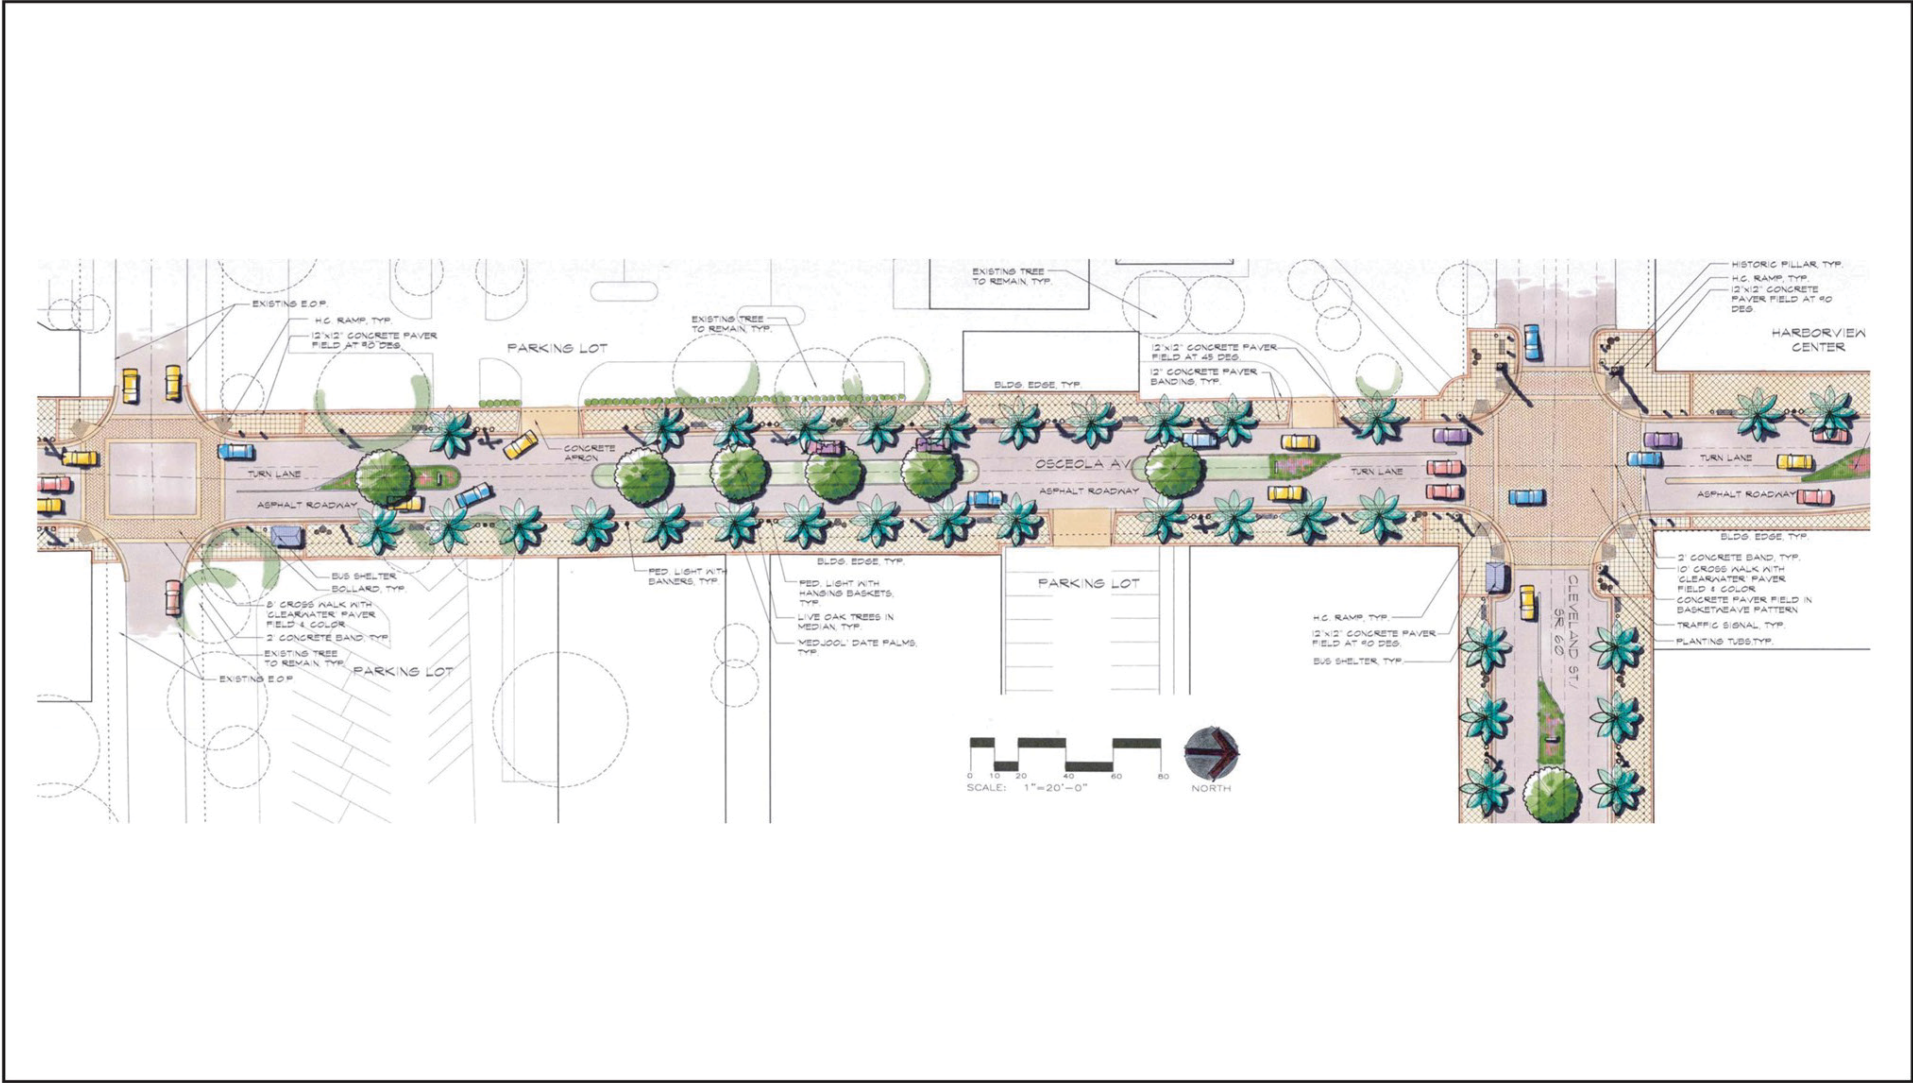 EXISTING E.O.P.
H.C. RAMP, TYP.
12"x12" CONCRETE PAVER
FIELD AT 90 DEG.
PARKING LOT
EXISTING TREE
TO REMAIN, TYP.
EXISTING TREE
TO REMAIN, TYP.
BLDG. EDGE, TYP.
12"x12" CONCRETE PAVER
FIELD AT 45 DEG.
12" CONCRETE PAVER
BANDING, TYP.
HISTORIC PILLAR, TYP.
H.C. RAMP, TYP.
12"x12" CONCRETE
PAVER FIELD AT 90
DEG.
HARBORVIEW
CENTER
TURN LANE
ASPHALT ROADWAY
CONCRETE
APRON
OSCEOLA AV.
ASPHALT ROADWAY
TURN LANE
TURN LANE
ASPHALT ROADWAY
BUS SHELTER
BOLLARD, TYP.
8' CROSS WALK WITH
'CLEARWATER' PAVER
FIELD & COLOR
2' CONCRETE BAND, TYP.
EXISTING TREE
TO REMAIN, TYP.
EXISTING E.O.P.
PARKING LOT
PED. LIGHT WITH
BANNERS, TYP.
BLDG. EDGE, TYP.
PED. LIGHT WITH
HANGING BASKETS,
TYP.
LIVE OAK TREES IN
MEDIAN, TYP.
'MEDJOOL' DATE PALMS,
TYP.
PARKING LOT
H.C. RAMP, TYP.
12"x12" CONCRETE PAVER
FIELD AT 90 DEG.
BUS SHELTER, TYP.
CLEVELAND ST./
SR 60
BLDG. EDGE, TYP.
2' CONCRETE BAND, TYP.
10' CROSS WALK WITH
'CLEARWATER' PAVER
FIELD & COLOR
CONCRETE PAVER FIELD IN
BASKETWEAVE PATTERN
TRAFFIC SIGNAL, TYP.
PLANTING TUBS, TYP.
0 10 20 40 60 80
SCALE: 1"=20'-0"
NORTH